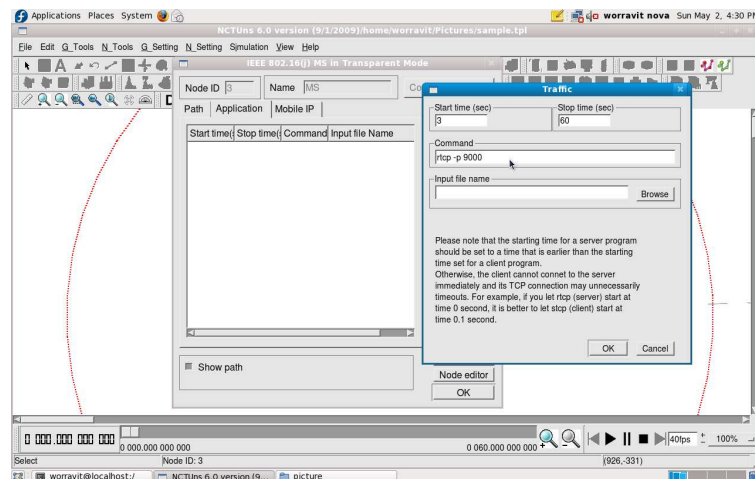 Applications Places System worravit nova Sun May 2, 4:30 P
NCTUns 6.0 version (9/1/2009)/home/worravit/Pictures/sample.tpl
File Edit G_Tools N_Tools G_Setting N_Setting Simulation View Help
IEEE 802.16(j) MS in Transparent Mode
Node ID 3 Name MS Co
Path Application Mobile IP
Start time( Stop time( Command Input file Name
Traffic
Start time (sec) Stop time (sec)
3 60
Command
rtcp -p 9000
Input file name
Browse
Please note that the starting time for a server program
should be set to a time that is earlier than the starting
time set for a client program.
Otherwise, the client cannot connet to the server
immediately and its TCP connection may unnecessarily
timeouts. For example, if you let rtcp (server) start at
time 0 second, it is better to let stcp (client) start at
time 0.1 second.
OK Cancel
Show path
Node editor
OK
0 000.000 000 000
0 000.000 000 000 0 060.000 000 000 40fps 100%
Select Node ID: 3 (926,-331)
worravit@localhost:/ NCTUns 6.0 version (9... picture